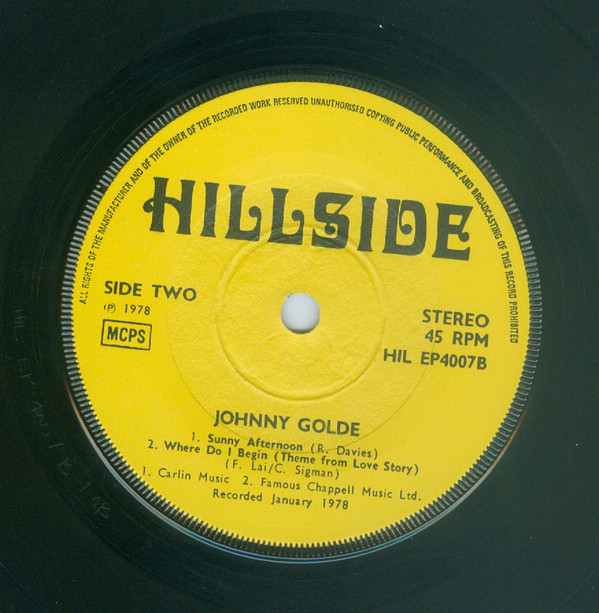 ALL RIGHTS OF THE MANUFACTURER AND OF THE OWNER OF THE RECORDED WORK RESERVED UNAUTHORISED COPYING PUBLIC PERFORMANCE AND BROADCASTING OF THIS RECORD PROHIBITED
HILLSIDE
SIDE TWO
℗ 1978
MCPS
STEREO
45 RPM
HIL EP4007B
JOHNNY GOLDE
1. Sunny Afternoon (R. Davies)
2. Where Do I Begin (Theme from Love Story)
(F. Lai/C. Sigman)
1. Carlin Music 2. Famous Chappell Music Ltd.
Recorded January 1978